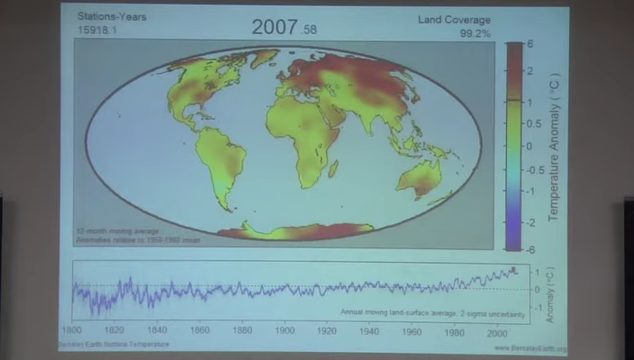 Stations-Years
15918.1
2007.58
Land Coverage
99.2%
6
2
1
0.5
0
-0.5
-1
-2
-6
Temperature Anomaly (°C)
12-month moving average
Anomalies relative to 1950-1980 mean
1
0
-1
Anomaly (°C)
Annual moving land-surface average, 2-sigma uncertainty
1800 1820 1840 1860 1880 1900 1920 1940 1960 1980 2000
Berkeley Earth Surface Temperature
www.BerkeleyEarth.org